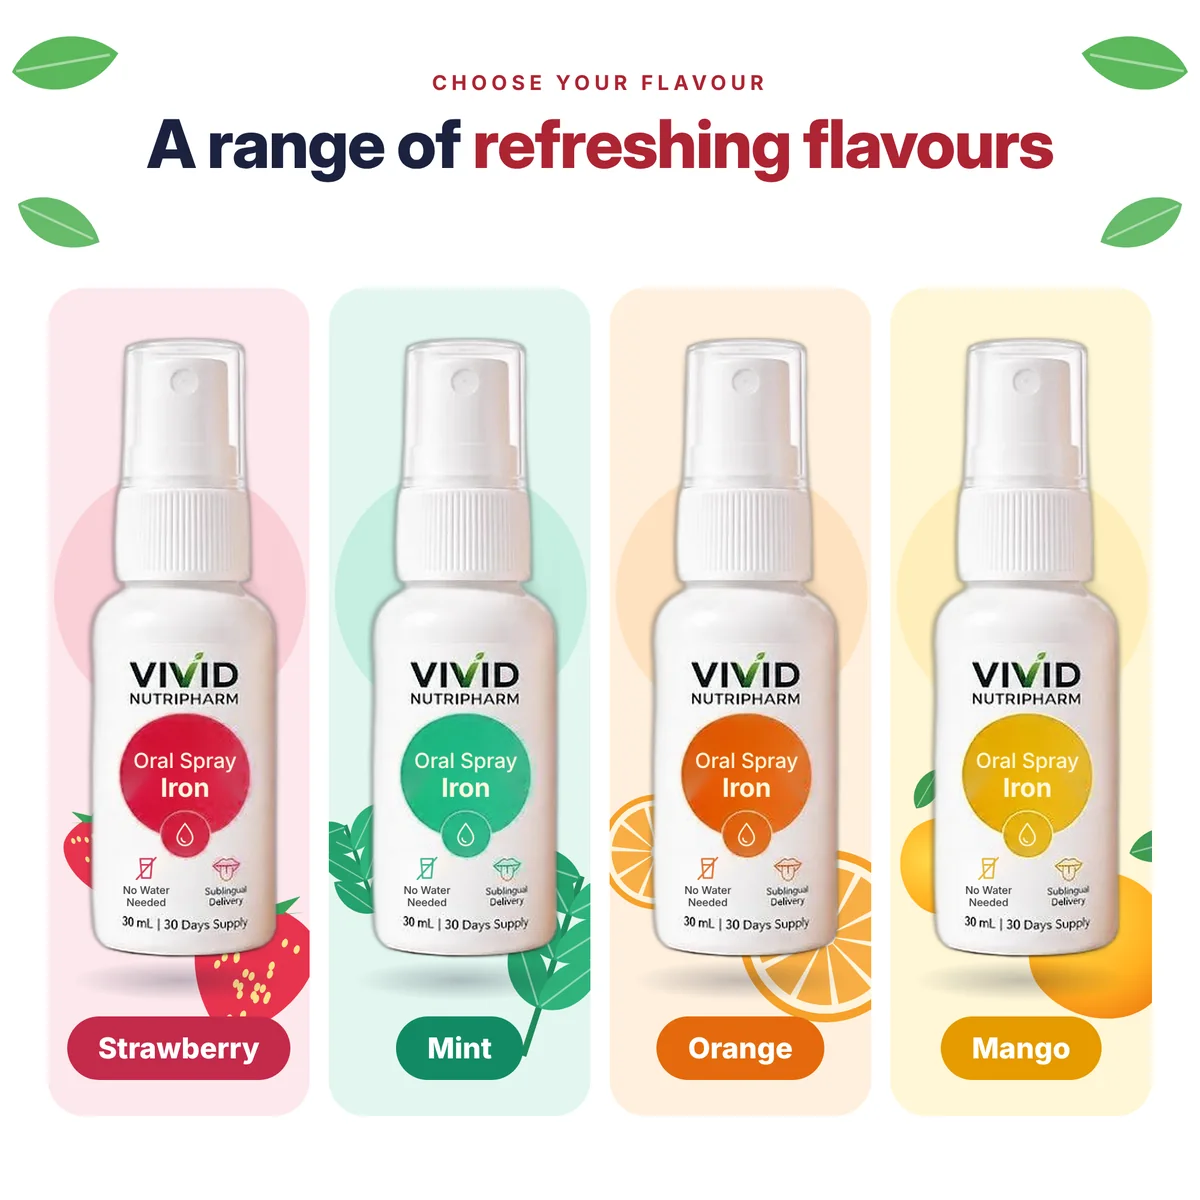 CHOOSE YOUR FLAVOUR
A range of refreshing flavours
VIVID
NUTRIPHARM
Oral Spray
Iron
No Water
Needed
Sublingual
Delivery
30 mL | 30 Days Supply
Strawberry
VIVID
NUTRIPHARM
Oral Spray
Iron
No Water
Needed
Sublingual
Delivery
30 mL | 30 Days Supply
Mint
VIVID
NUTRIPHARM
Oral Spray
Iron
No Water
Needed
Sublingual
Delivery
30 mL | 30 Days Supply
Orange
VIVID
NUTRIPHARM
Oral Spray
Iron
No Water
Needed
Sublingual
Delivery
30 mL | 30 Days Supply
Mango